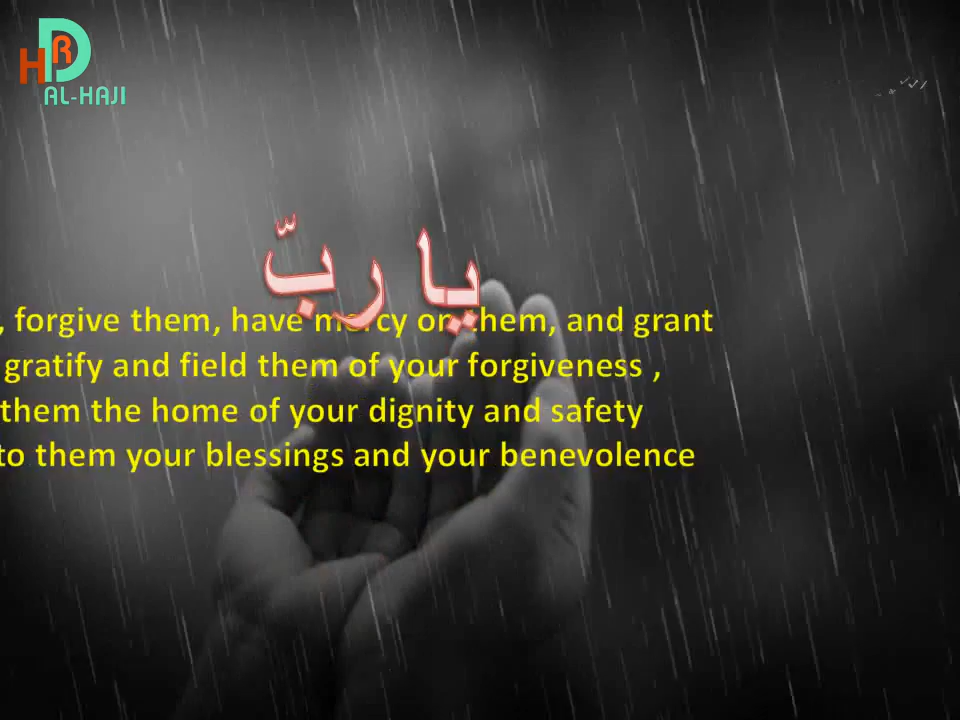 HRD
AL-HAJI
يا ربّ
, forgive them, have mercy on them, and grant
gratify and field them of your forgiveness ,
them the home of your dignity and safety
to them your blessings and your benevolence